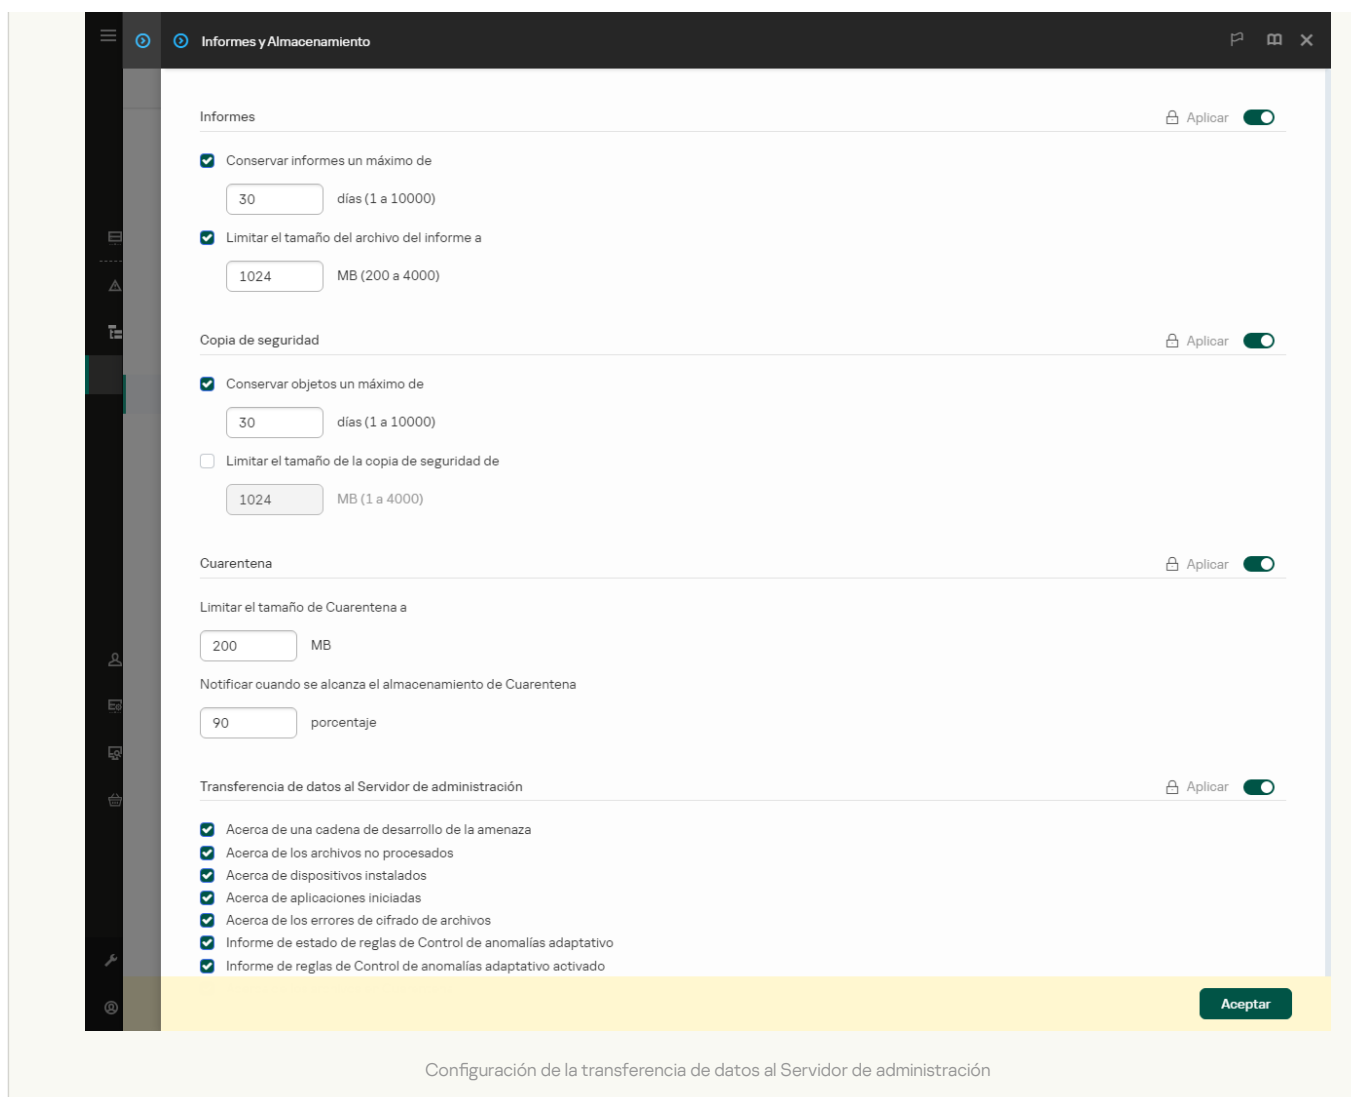 Informes y Almacenamiento
Informes
Aplicar
Conservar informes un máximo de
30 días (1 a 10000)
Limitar el tamaño del archivo del informe a
1024 MB (200 a 4000)
Copia de seguridad
Aplicar
Conservar objetos un máximo de
30 días (1 a 10000)
Limitar el tamaño de la copia de seguridad de
1024 MB (1 a 4000)
Cuarentena
Aplicar
Limitar el tamaño de Cuarentena a
200 MB
Notificar cuando se alcanza el almacenamiento de Cuarentena
90 porcentaje
Transferencia de datos al Servidor de administración
Aplicar
Acerca de una cadena de desarrollo de la amenaza
Acerca de los archivos no procesados
Acerca de dispositivos instalados
Acerca de aplicaciones iniciadas
Acerca de los errores de cifrado de archivos
Informe de estado de reglas de Control de anomalías adaptativo
Informe de reglas de Control de anomalías adaptativo activado
Aceptar
Configuración de la transferencia de datos al Servidor de administración